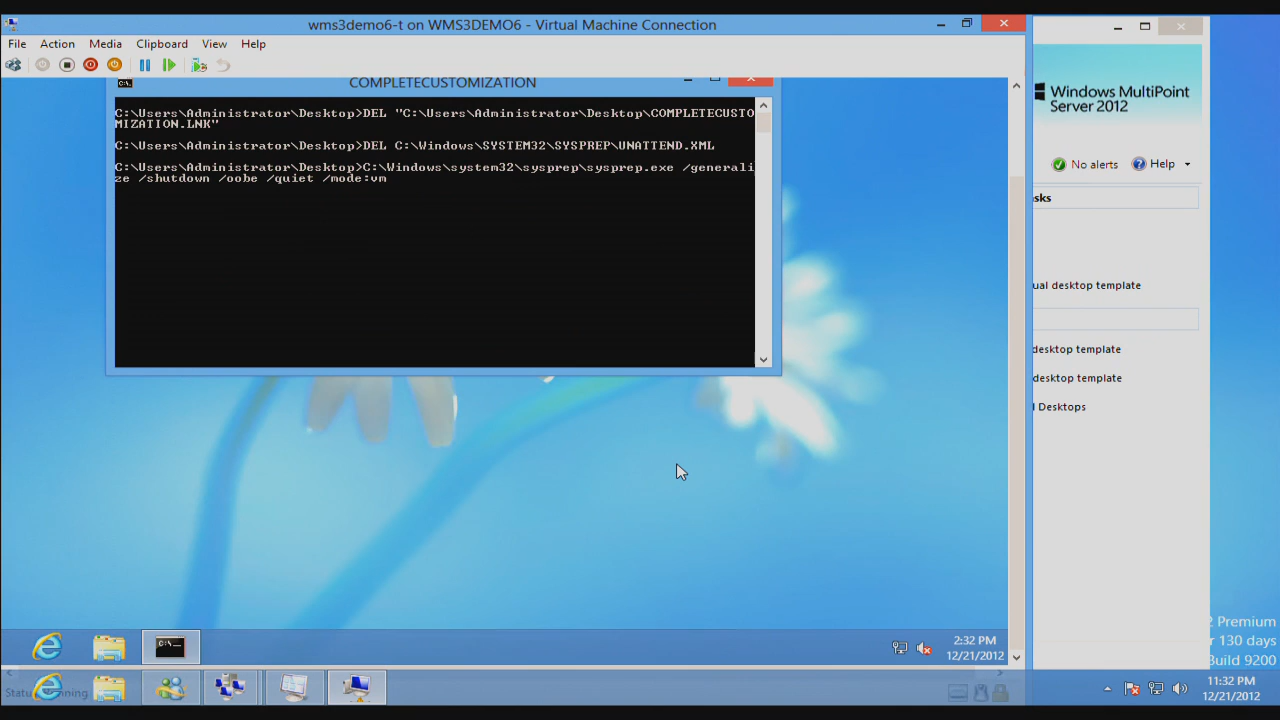 wms3demo6-t on WMS3DEMO6 - Virtual Machine Connection
File Action Media Clipboard View Help
COMPLETECUSTOMIZATION
C:\Users\Administrator\Desktop>DEL "C:\Users\Administrator\Desktop\COMPLETECUSTO
MIZATION.LNK"
C:\Users\Administrator\Desktop>DEL C:\Windows\SYSTEM32\SYSPREP\UNATTEND.XML
C:\Users\Administrator\Desktop>C:\Windows\system32\sysprep\sysprep.exe /generali
ze /shutdown /oobe /quiet /mode:vm
Windows MultiPoint
Server 2012
No alerts Help
sks
ual desktop template
desktop template
desktop template
l Desktops
2:32 PM
12/21/2012
2 Premium
r 130 days
Build 9200
11:32 PM
12/21/2012